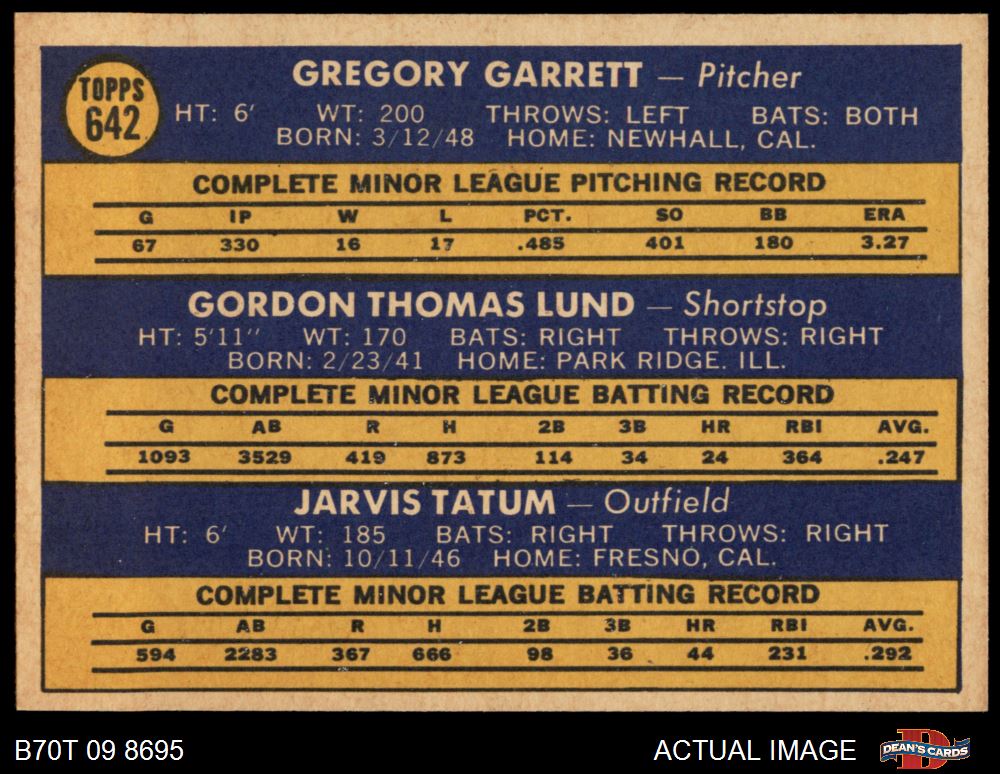 TOPPS
642
GREGORY GARRETT — Pitcher
HT: 6' WT: 200 THROWS: LEFT BATS: BOTH
BORN: 3/12/48 HOME: NEWHALL, CAL.
COMPLETE MINOR LEAGUE PITCHING RECORD
G IP W L PCT. SO BB ERA
67 330 16 17 .485 401 180 3.27
GORDON THOMAS LUND — Shortstop
HT: 5'11" WT: 170 BATS: RIGHT THROWS: RIGHT
BORN: 2/23/41 HOME: PARK RIDGE. ILL.
COMPLETE MINOR LEAGUE BATTING RECORD
G AB R H 2B 3B HR RBI AVG.
1093 3529 419 873 114 34 24 364 .247
JARVIS TATUM — Outfield
HT: 6' WT: 185 BATS: RIGHT THROWS: RIGHT
BORN: 10/11/46 HOME: FRESNO, CAL.
COMPLETE MINOR LEAGUE BATTING RECORD
G AB R H 2B 3B HR RBI AVG.
594 2283 367 666 98 36 44 231 .292
B70T 09 8695 ACTUAL IMAGE DEAN'S CARDS